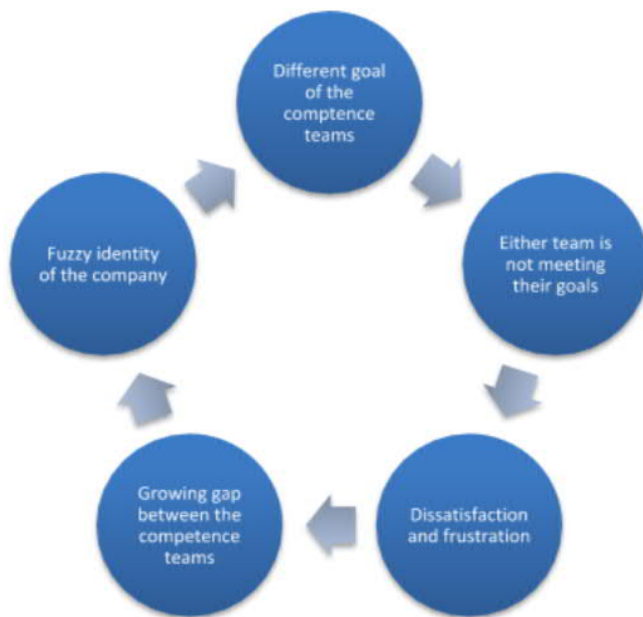 Different goal
of the
comptence
teams
Either team is
not meeting
their goals
Dissatisfaction
and frustration
Growing gap
between the
competence
teams
Fuzzy identity
of the company